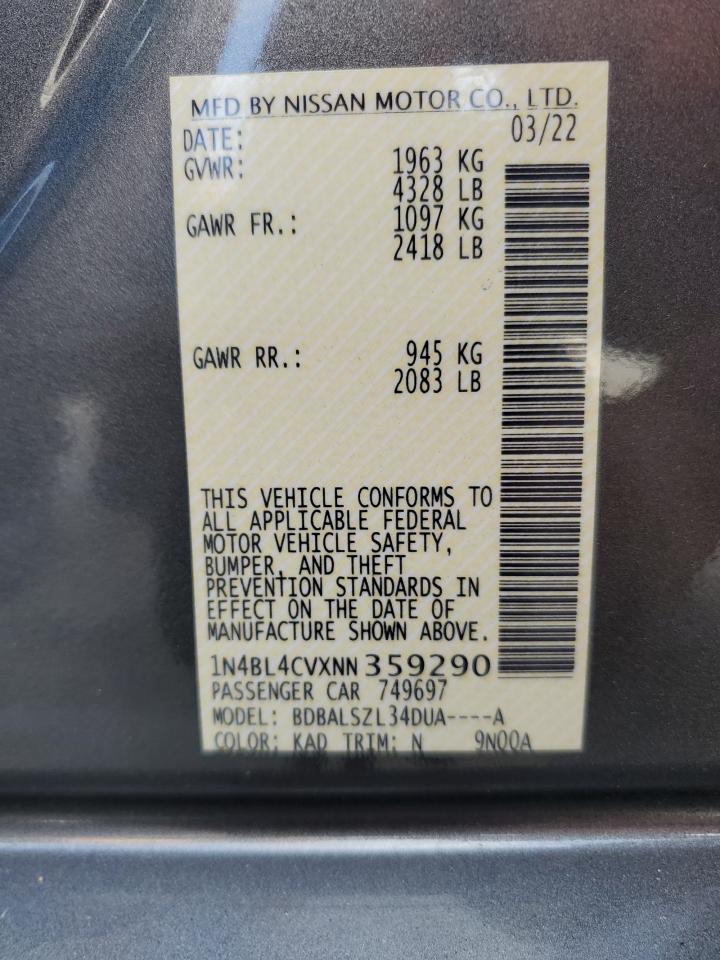 MFD BY NISSAN MOTOR CO., LTD.
DATE: 03/22
GVWR: 1963 KG
4328 LB
GAWR FR.: 1097 KG
2418 LB
GAWR RR.: 945 KG
2083 LB
THIS VEHICLE CONFORMS TO
ALL APPLICABLE FEDERAL
MOTOR VEHICLE SAFETY,
BUMPER, AND THEFT
PREVENTION STANDARDS IN
EFFECT ON THE DATE OF
MANUFACTURE SHOWN ABOVE.
1N4BL4CVXNN359290
PASSENGER CAR 749697
MODEL: BDBALSZL34DUA----A
COLOR: KAD TRIM: N 9NOOA